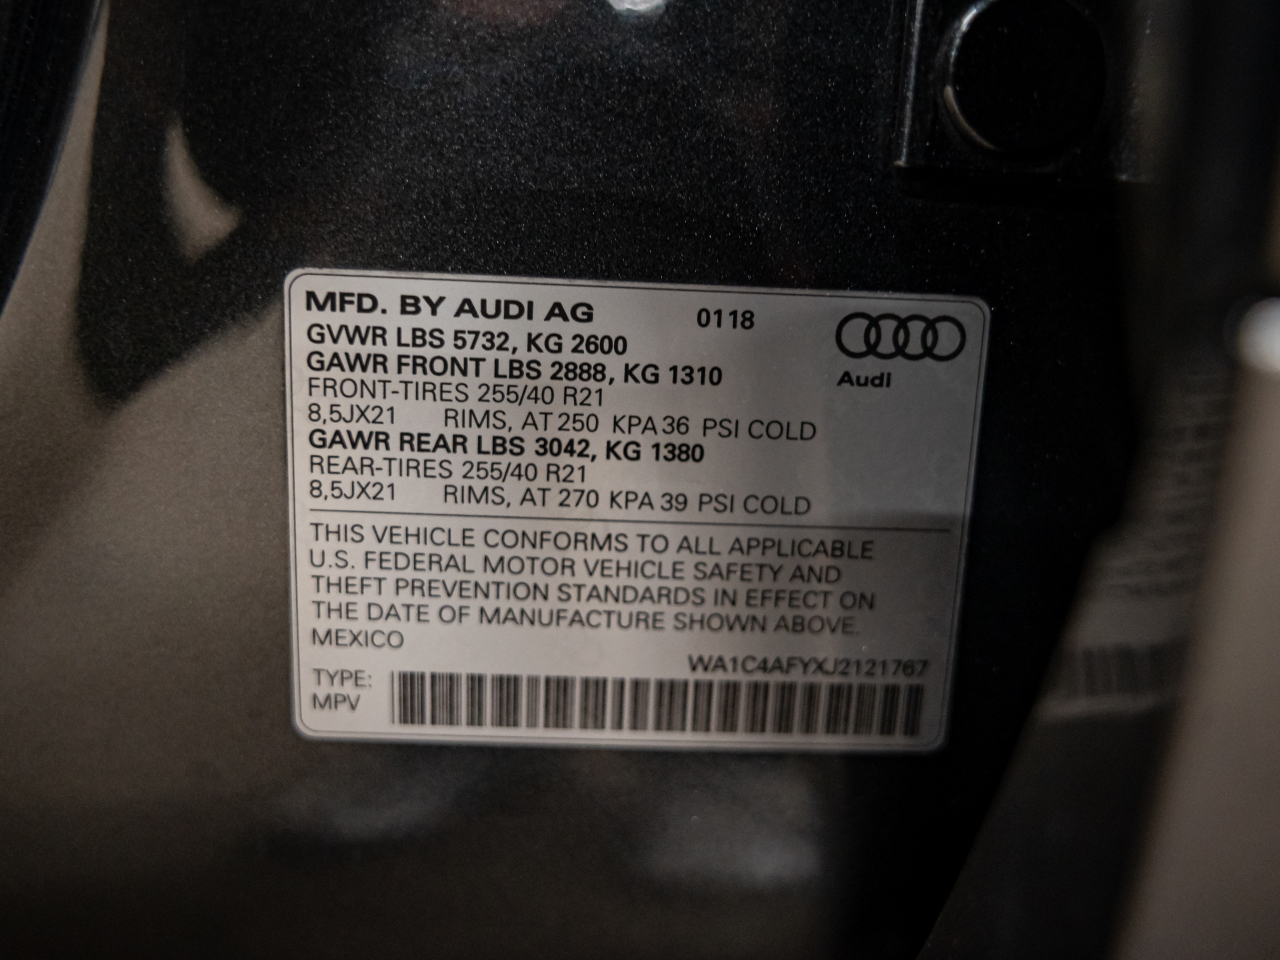 MFD. BY AUDI AG 0118
GVWR LBS 5732, KG 2600
GAWR FRONT LBS 2888, KG 1310
Audi
FRONT-TIRES 255/40 R21
8,5JX21 RIMS, AT 250 KPA 36 PSI COLD
GAWR REAR LBS 3042, KG 1380
REAR-TIRES 255/40 R21
8,5JX21 RIMS, AT 270 KPA 39 PSI COLD
THIS VEHICLE CONFORMS TO ALL APPLICABLE
U.S. FEDERAL MOTOR VEHICLE SAFETY AND
THEFT PREVENTION STANDARDS IN EFFECT ON
THE DATE OF MANUFACTURE SHOWN ABOVE.
MEXICO
WA1C4AFYXJ2121767
TYPE:
MPV